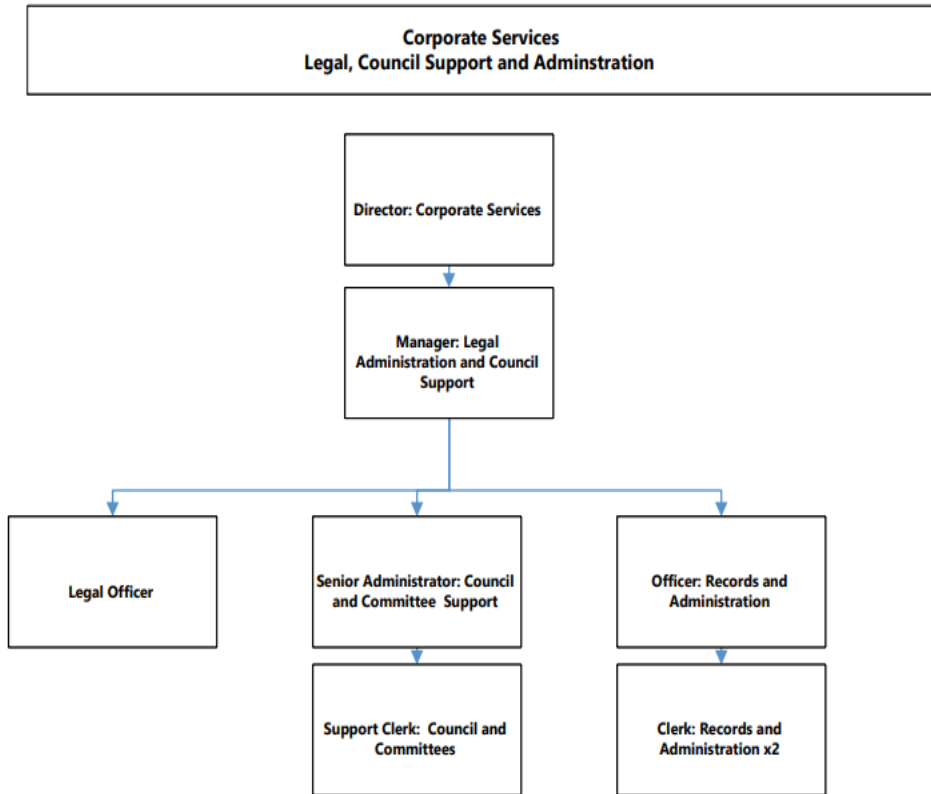 Corporate Services
Legal, Council Support and Adminstration
Director: Corporate Services
Manager: Legal
Administration and Council
Support
Legal Officer
Senior Administrator: Council
and Committee Support
Officer: Records and
Administration
Support Clerk: Council and
Committees
Clerk: Records and
Administration x2